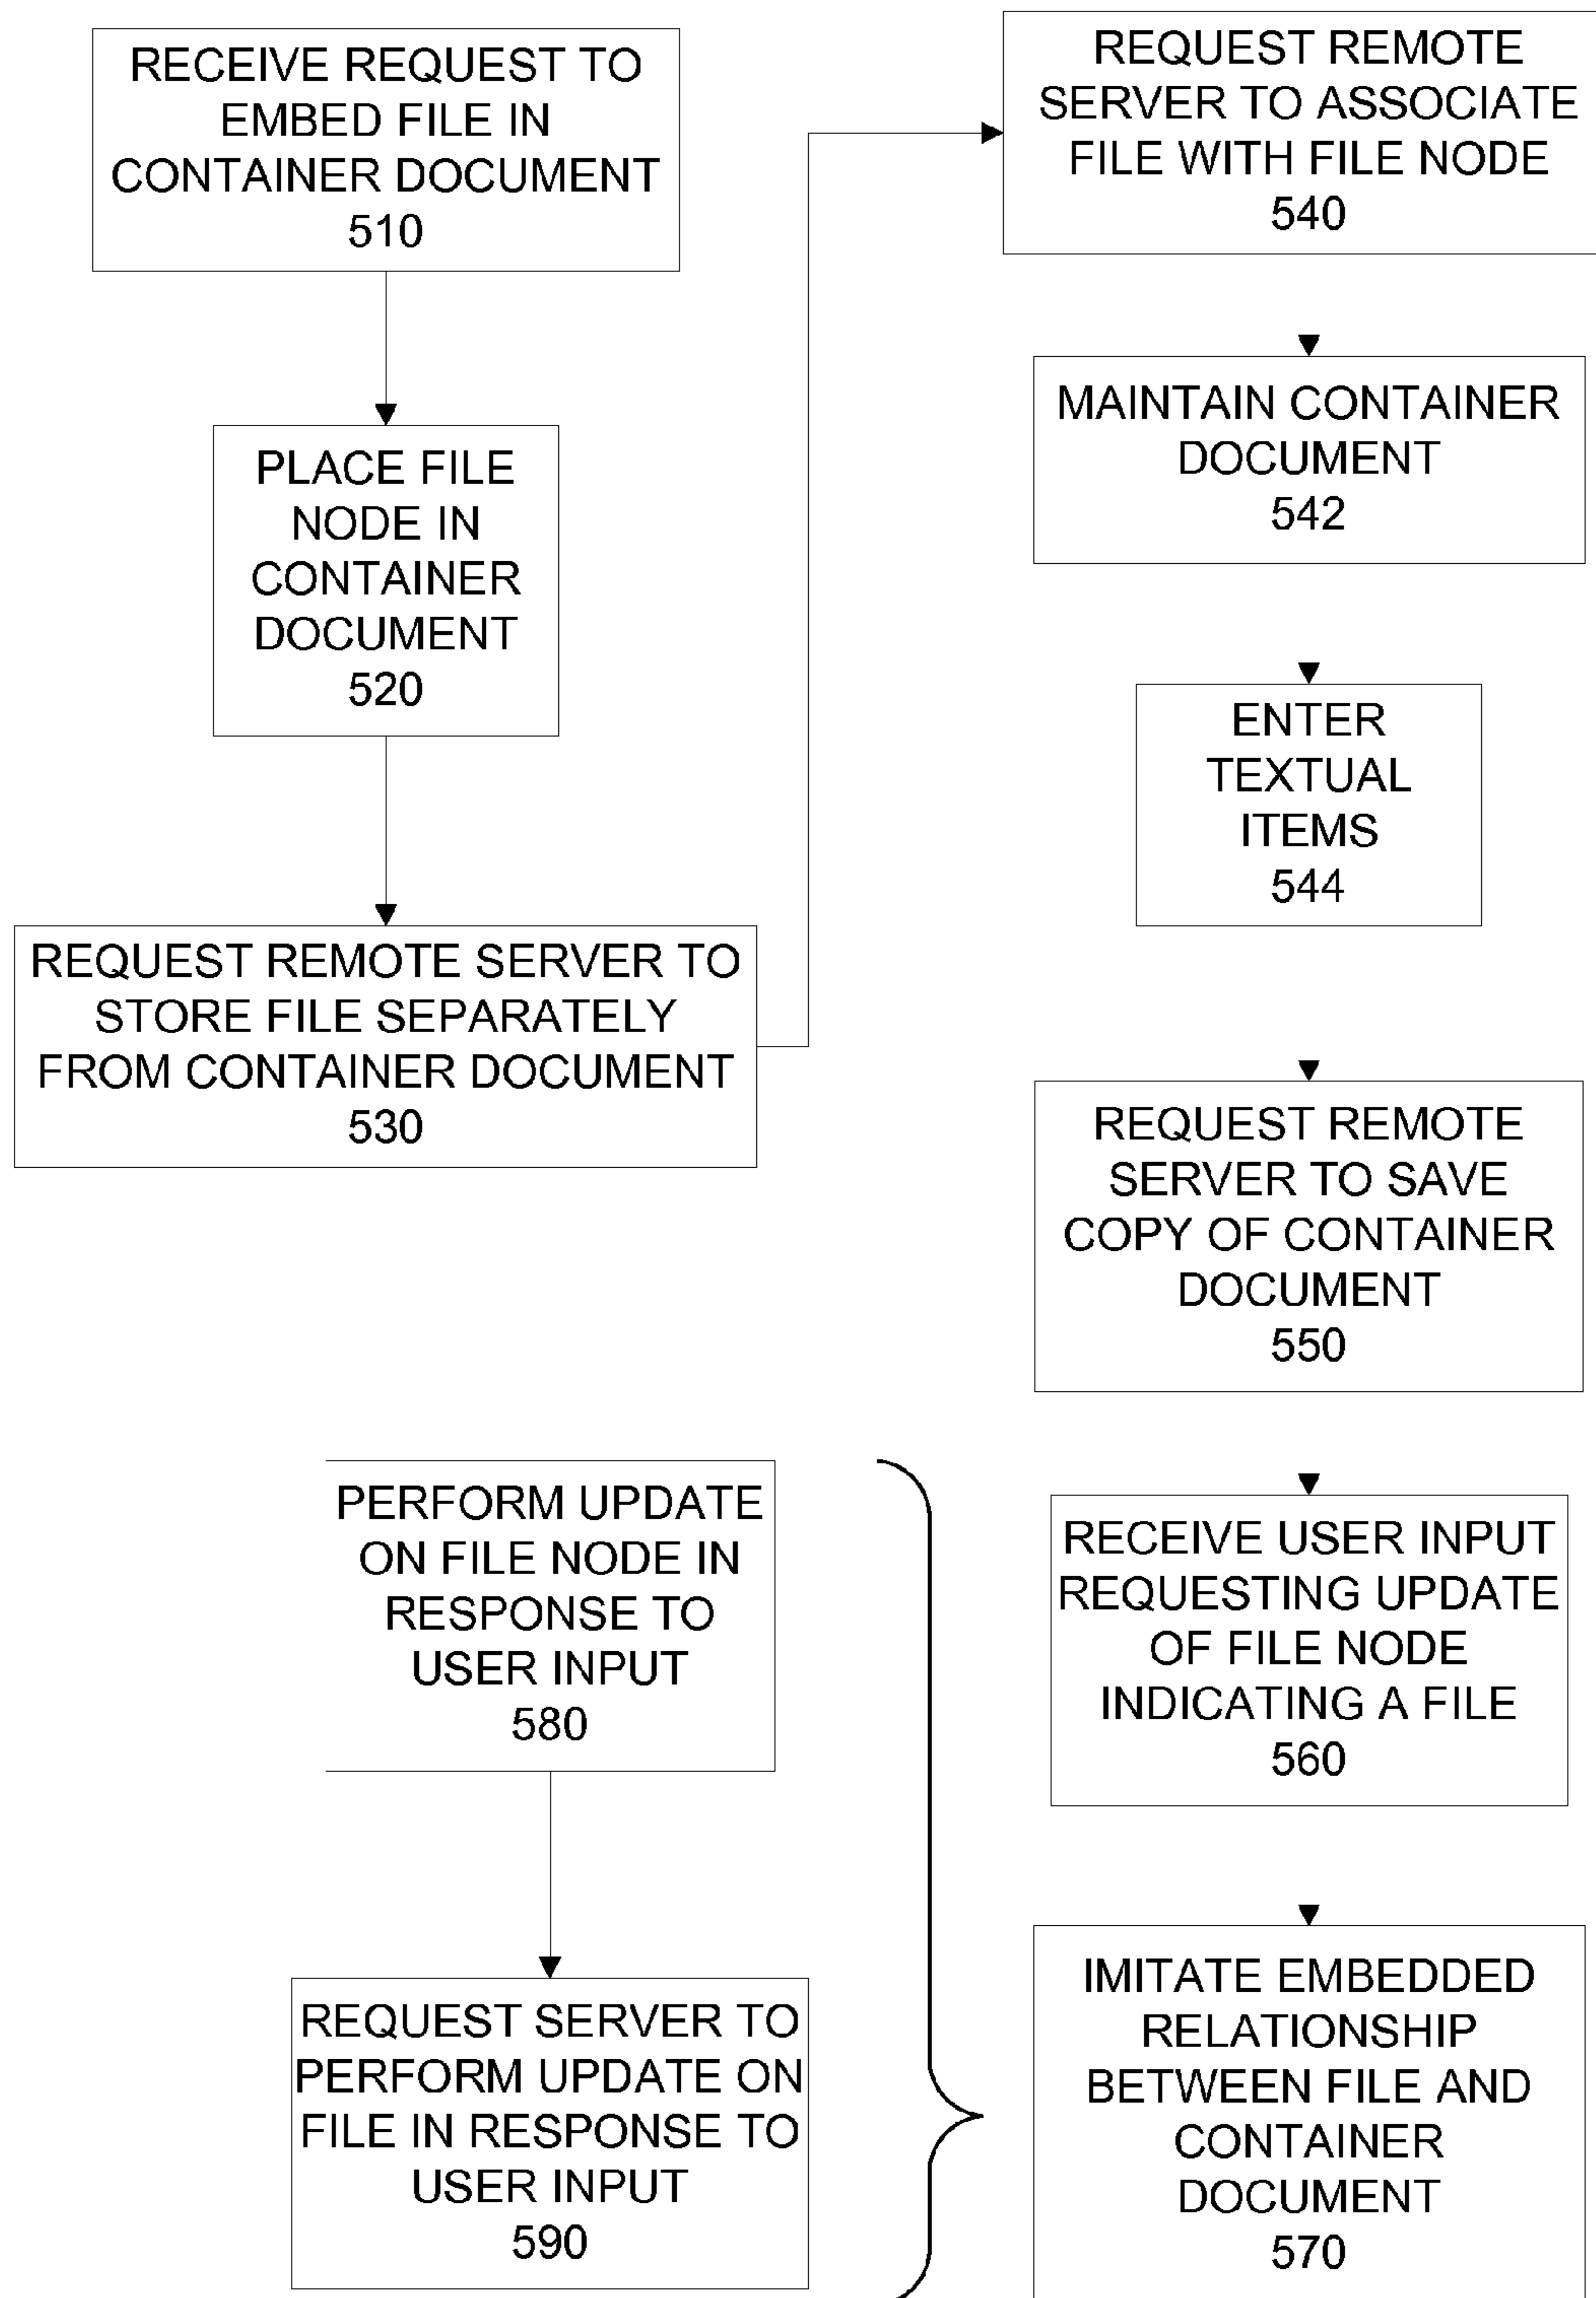 RECEIVE REQUEST TO
EMBED FILE IN
CONTAINER DOCUMENT
510
PLACE FILE
NODE IN
CONTAINER
DOCUMENT
520
REQUEST REMOTE SERVER TO
STORE FILE SEPARATELY
FROM CONTAINER DOCUMENT
530
REQUEST REMOTE
SERVER TO ASSOCIATE
FILE WITH FILE NODE
540
MAINTAIN CONTAINER
DOCUMENT
542
ENTER
TEXTUAL
ITEMS
544
REQUEST REMOTE
SERVER TO SAVE
COPY OF CONTAINER
DOCUMENT
550
RECEIVE USER INPUT
REQUESTING UPDATE
OF FILE NODE
INDICATING A FILE
560
IMITATE EMBEDDED
RELATIONSHIP
BETWEEN FILE AND
CONTAINER
DOCUMENT
570
PERFORM UPDATE
ON FILE NODE IN
RESPONSE TO
USER INPUT
580
REQUEST SERVER TO
PERFORM UPDATE ON
FILE IN RESPONSE TO
USER INPUT
590